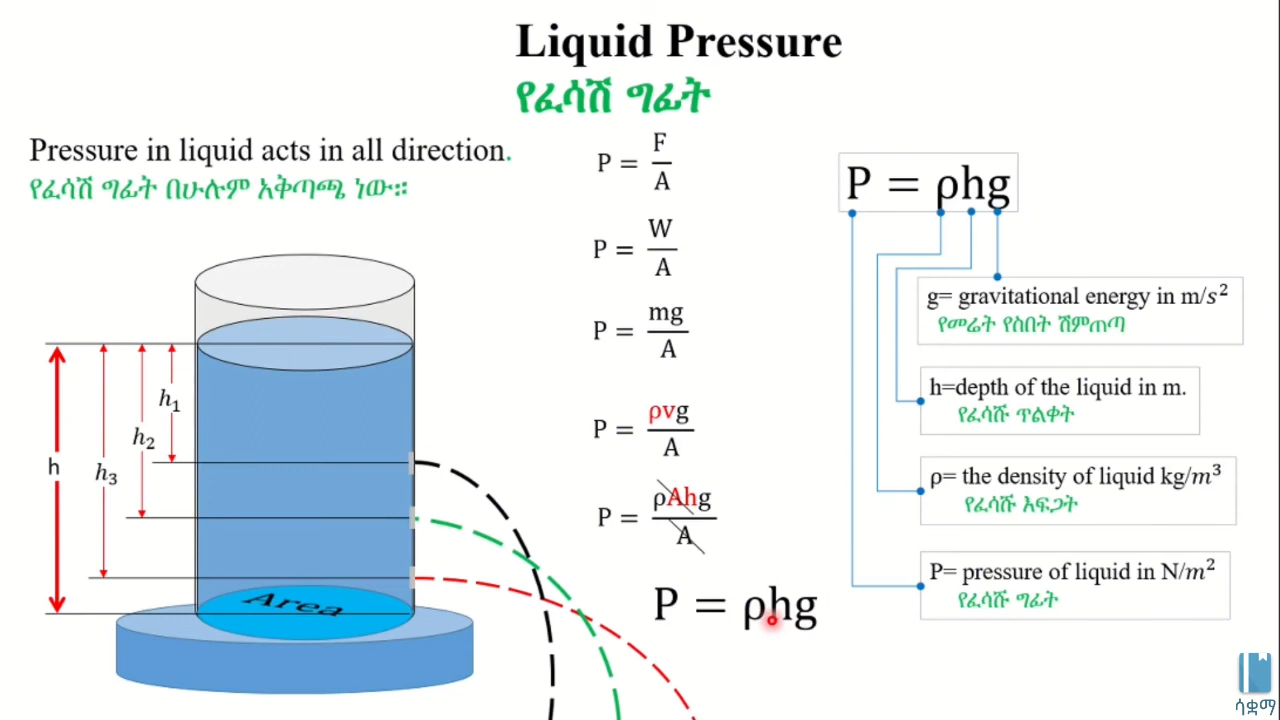 Liquid Pressure
የፈሳሽ ግፊት
Pressure in liquid acts in all direction.
የፈሳሽ ግፊት በሁሉም አቅጣጫ ነው።
h
h₁
h₂
h₃
Area
P = F/A
P = W/A
P = mg/A
P = ρvg/A
P = ρAhg/A
P = ρhg
P = ρhg
g= gravitational energy in m/s²
የመሬት የስበት ሽምጠጣ
h=depth of the liquid in m.
የፈሳሹ ጥልቀት
ρ= the density of liquid kg/m³
የፈሳሹ እፍጋት
P= pressure of liquid in N/m²
የፈሳሹ ግፊት
ሳቋማ